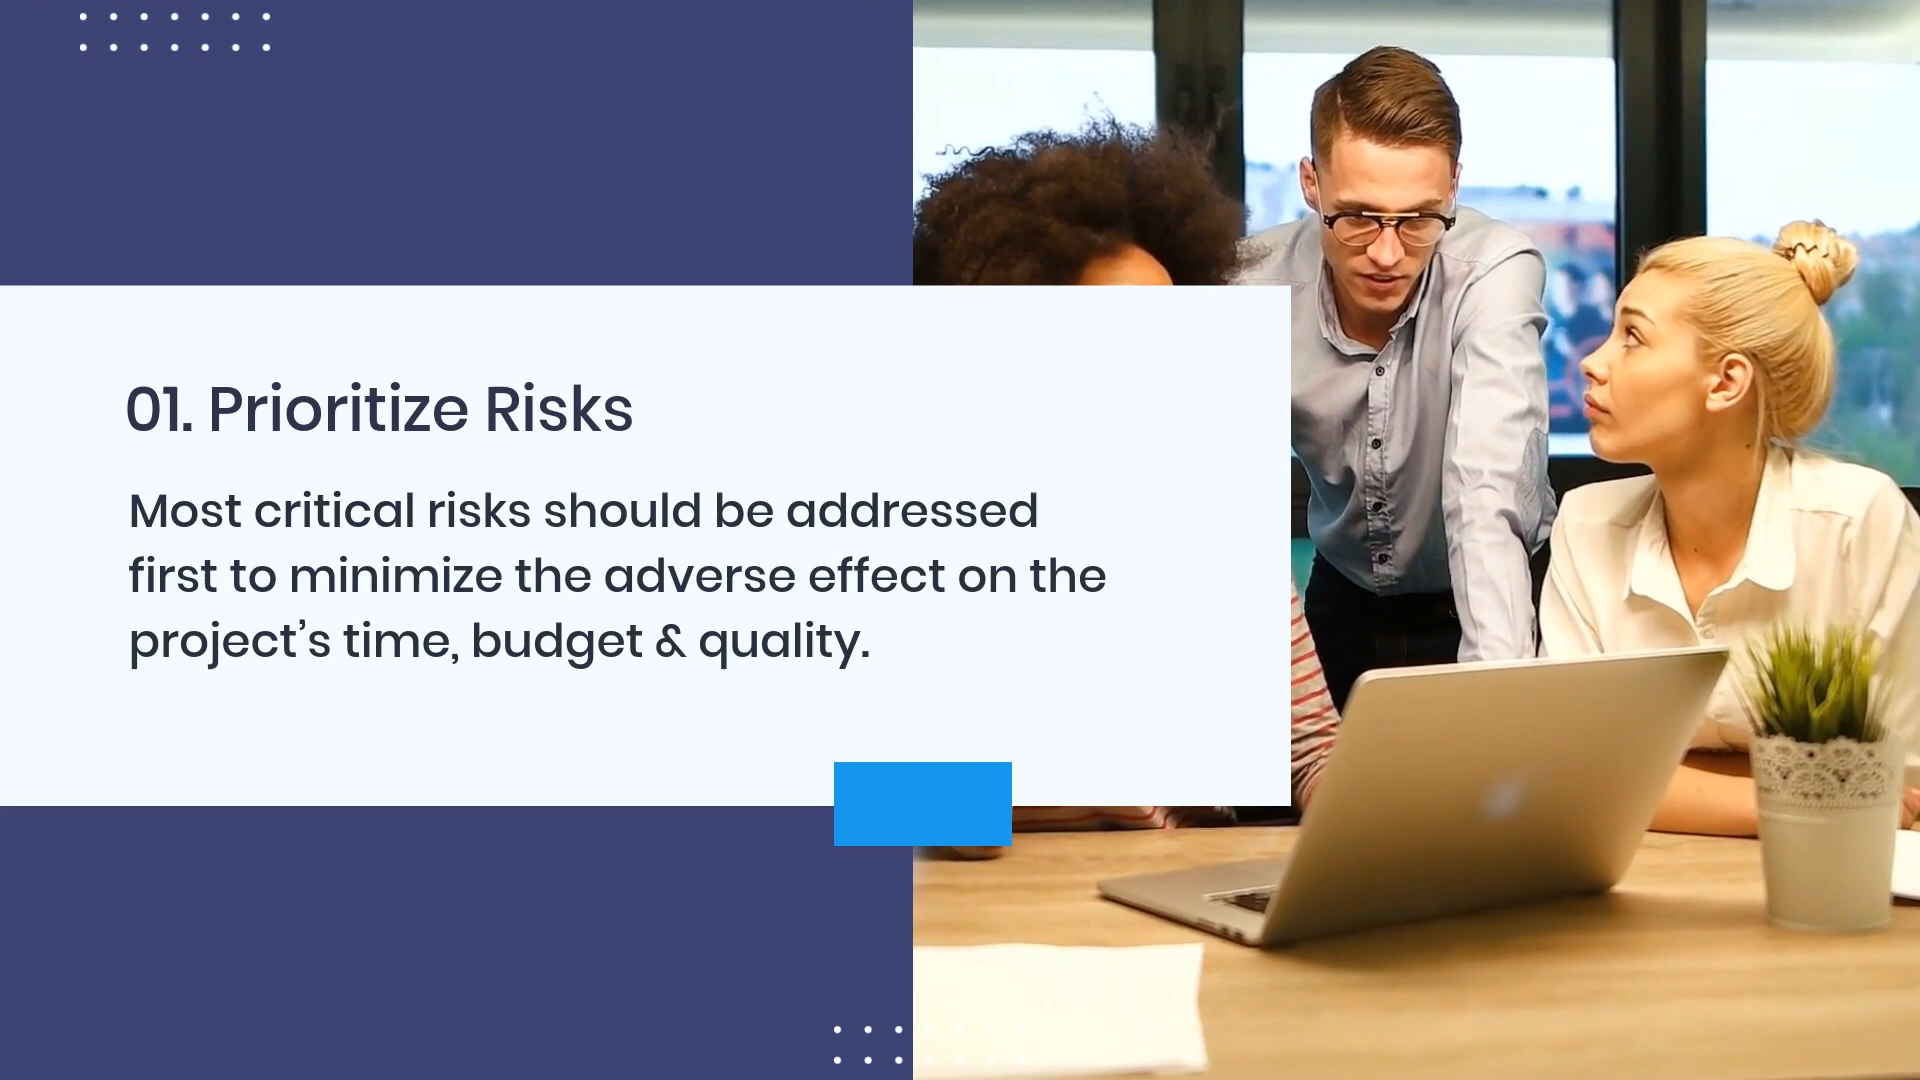 01. Prioritize Risks
Most critical risks should be addressed
first to minimize the adverse effect on the
project’s time, budget & quality.